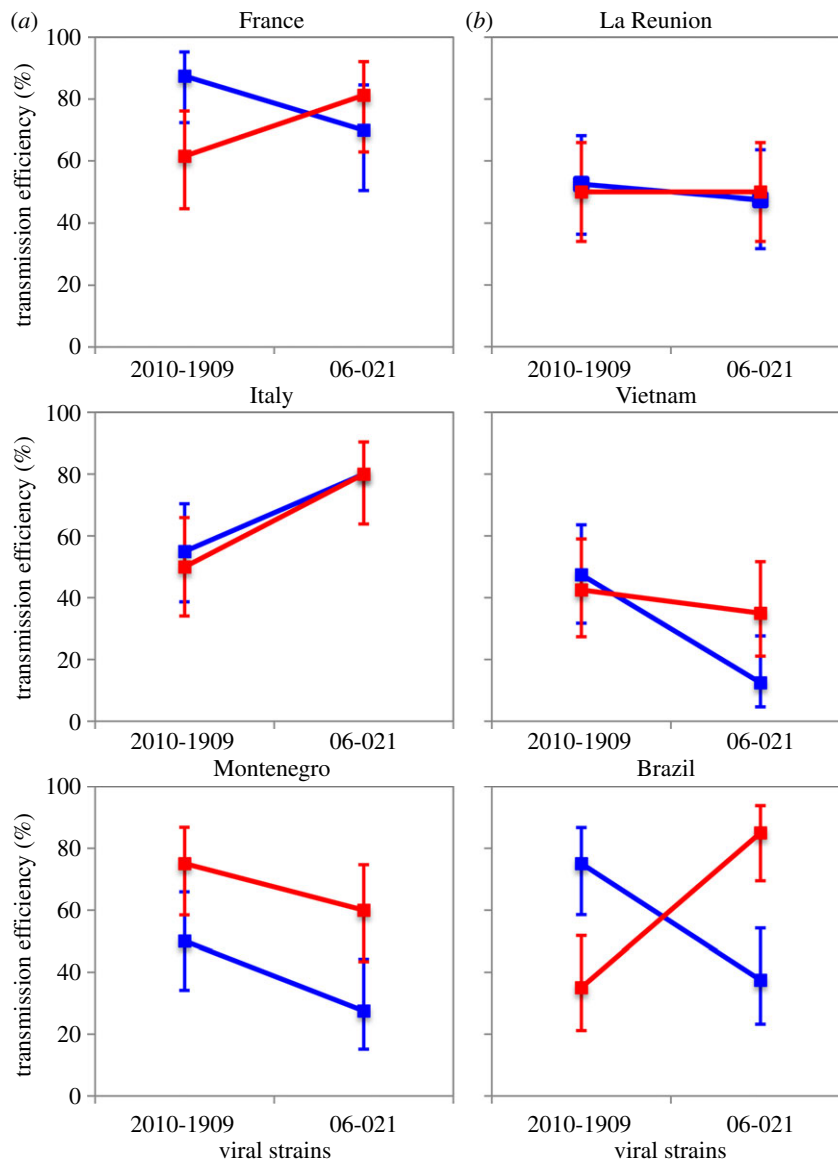 (a) France
transmission efficiency (%)
100
80
60
40
20
0
2010-1909 06-021
(b) La Reunion
2010-1909 06-021
Italy
transmission efficiency (%)
100
80
60
40
20
0
2010-1909 06-021
Vietnam
2010-1909 06-021
Montenegro
transmission efficiency (%)
100
80
60
40
20
0
2010-1909 06-021
viral strains
Brazil
2010-1909 06-021
viral strains